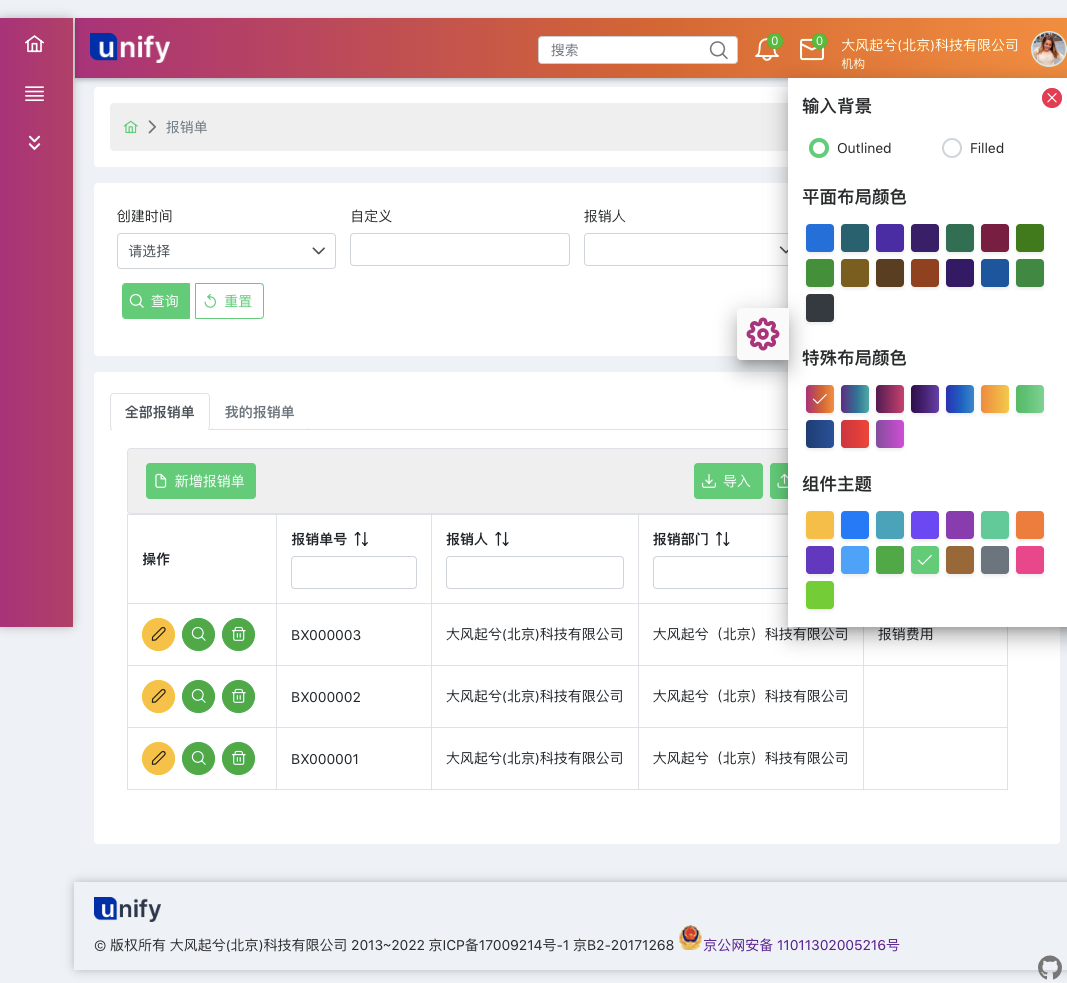 unify
搜索
0
0
大风起兮(北京)科技有限公司
机构
报销单
创建时间
自定义
报销人
请选择
查询
重置
全部报销单
我的报销单
新增报销单
导入
操作
报销单号
报销人
报销部门
BX000003
大风起兮(北京)科技有限公司
大风起兮（北京）科技有限公司
报销费用
BX000002
大风起兮(北京)科技有限公司
大风起兮（北京）科技有限公司
BX000001
大风起兮(北京)科技有限公司
大风起兮（北京）科技有限公司
输入背景
Outlined
Filled
平面布局颜色
特殊布局颜色
组件主题
unify
© 版权所有 大风起兮(北京)科技有限公司 2013~2022 京ICP备17009214号-1 京B2-20171268 京公网安备 11011302005216号